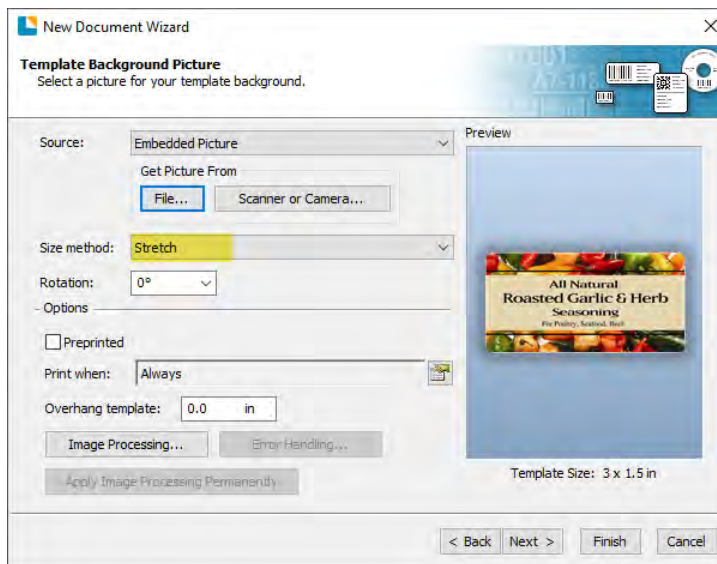 New Document Wizard
Template Background Picture
Select a picture for your template background.
Source: Embedded Picture
Get Picture From
File... Scanner or Camera...
Size method: Stretch
Rotation: 0°
Options
Preprinted
Print when: Always
Overhang template: 0.0 in
Image Processing... Error Handling...
Apply Image Processing Permanently
Preview
All Natural
Roasted Garlic & Herb
Seasoning
For Poultry, Seafood, Beef
Template Size: 3 x 1.5 in
< Back Next > Finish Cancel